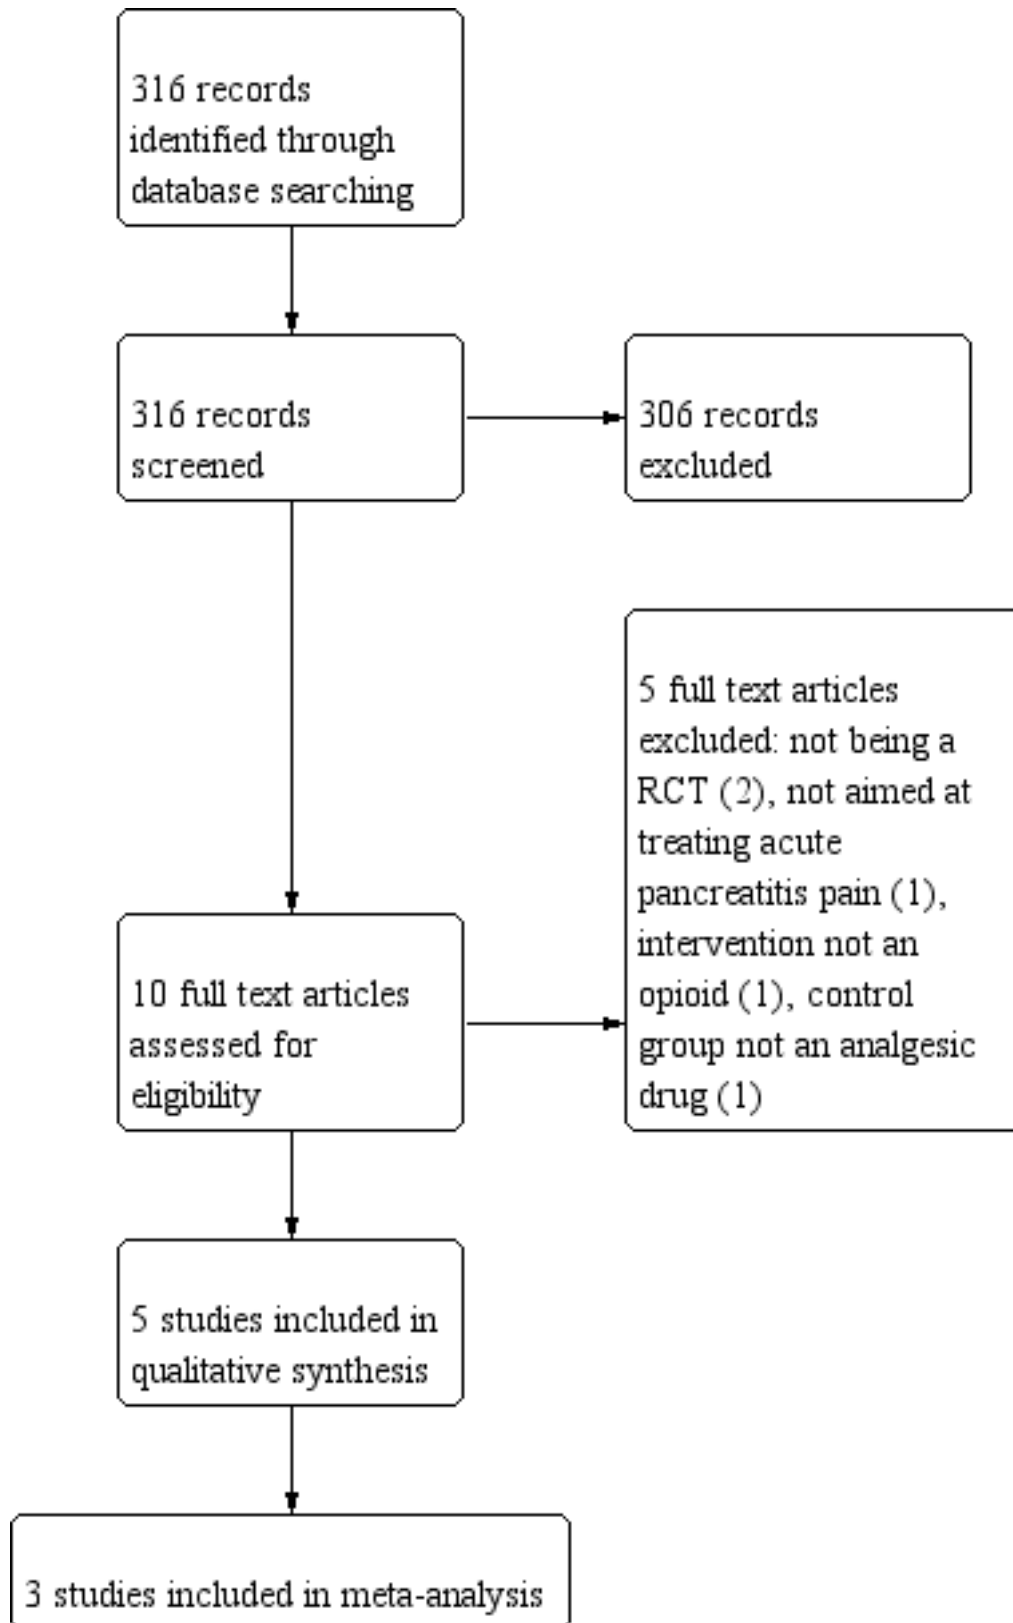 316 records
identified through
database searching
316 records
screened
306 records
excluded
10 full text articles
assessed for
eligibility
5 full text articles
excluded: not being a
RCT (2), not aimed at
treating acute
pancreatitis pain (1),
intervention not an
opioid (1), control
group not an analgesic
drug (1)
5 studies included in
qualitative synthesis
3 studies included in meta-analysis